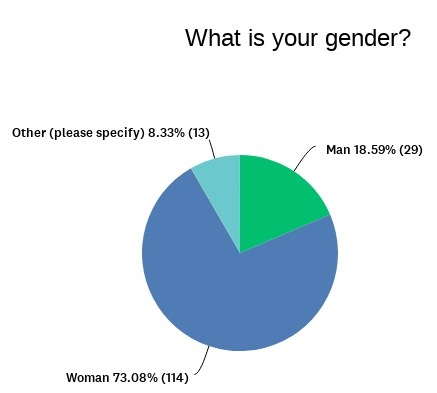 What is your gender?
Other (please specify) 8.33% (13)
Man 18.59% (29)
Woman 73.08% (114)